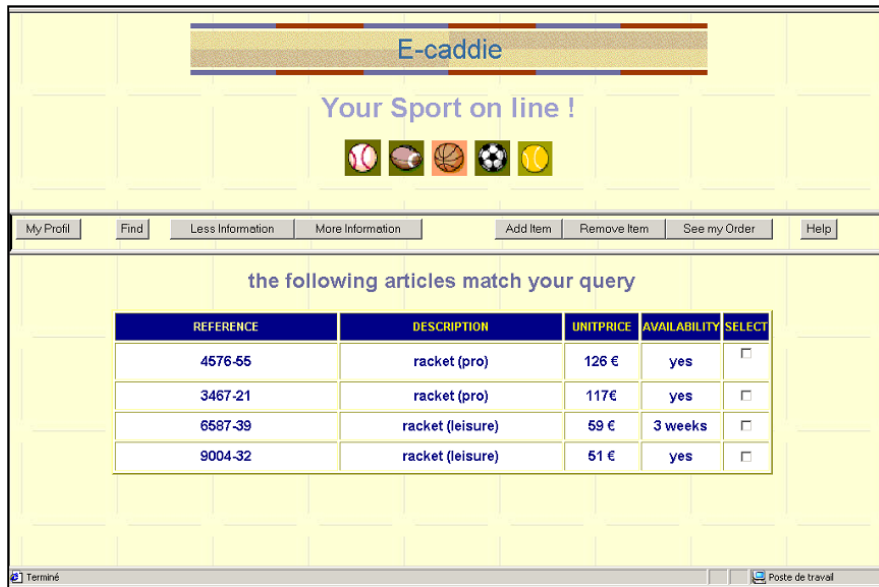 E-caddie
Your Sport on line !
My Profil Find Less Information More Information Add Item Remove Item See my Order Help
the following articles match your query
REFERENCE DESCRIPTION UNITPRICE AVAILABILITY SELECT
4576-55 racket (pro) 126 € yes
3467-21 racket (pro) 117€ yes
6587-39 racket (leisure) 59 € 3 weeks
9004-32 racket (leisure) 51 € yes
Terminé Poste de travail